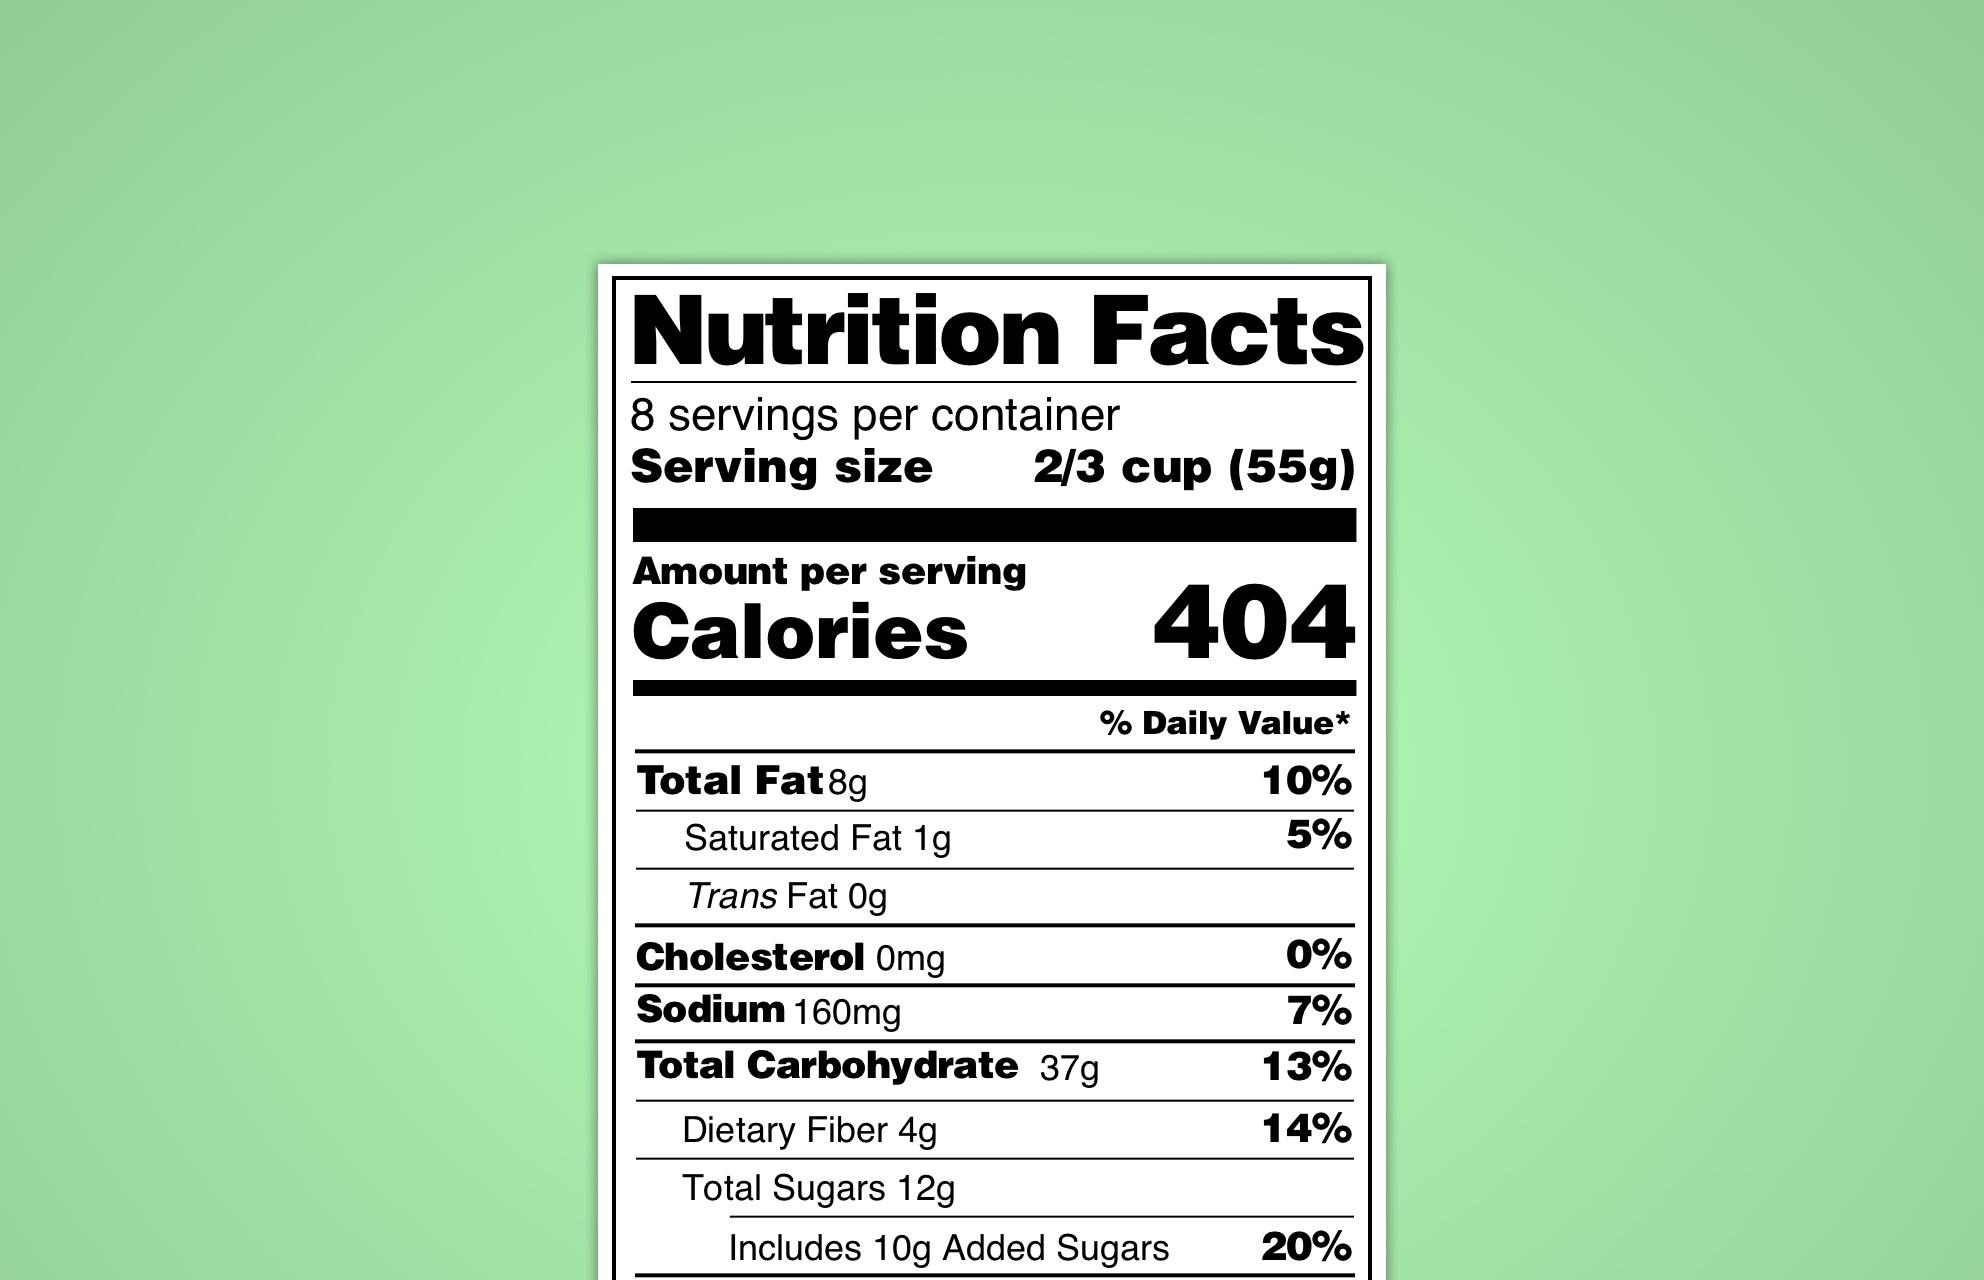 Nutrition Facts
8 servings per container
Serving size 2/3 cup (55g)
Amount per serving
Calories 404
% Daily Value*
Total Fat 8g 10%
Saturated Fat 1g 5%
Trans Fat 0g
Cholesterol 0mg 0%
Sodium 160mg 7%
Total Carbohydrate 37g 13%
Dietary Fiber 4g 14%
Total Sugars 12g
Includes 10g Added Sugars 20%